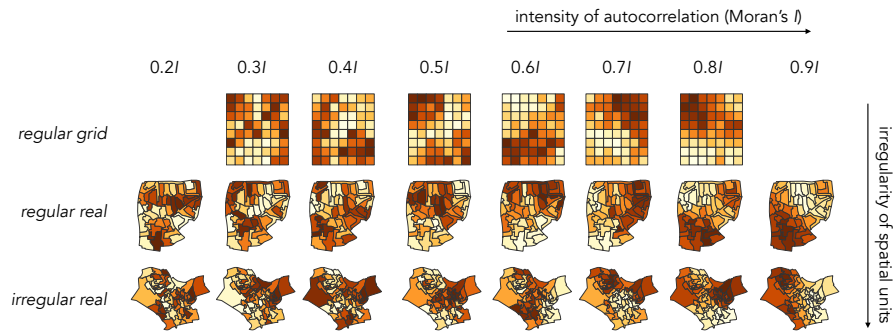 intensity of autocorrelation (Moran's I)
0.2I 0.3I 0.4I 0.5I 0.6I 0.7I 0.8I 0.9I
regular grid
regular real
irregular real
irregularity of spatial units